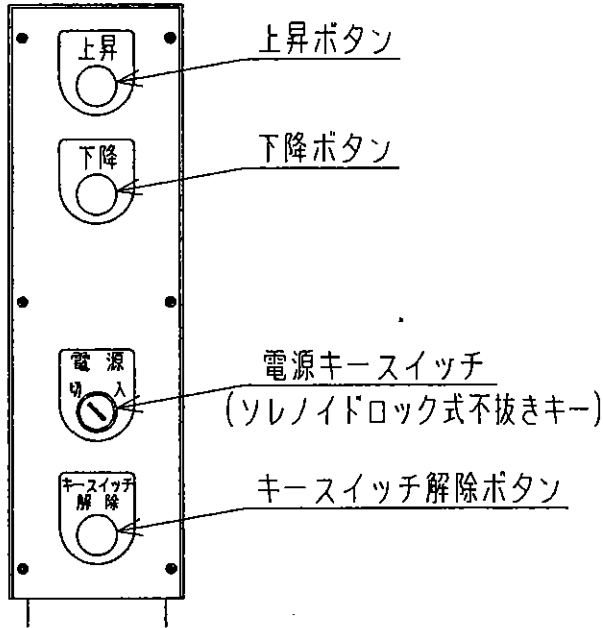 上昇
上昇ボタン
下降
下降ボタン
電源
切 入
電源キースイッチ
(ソレノイドロック式不抜きキー)
キースイッチ
解除
キースイッチ解除ボタン